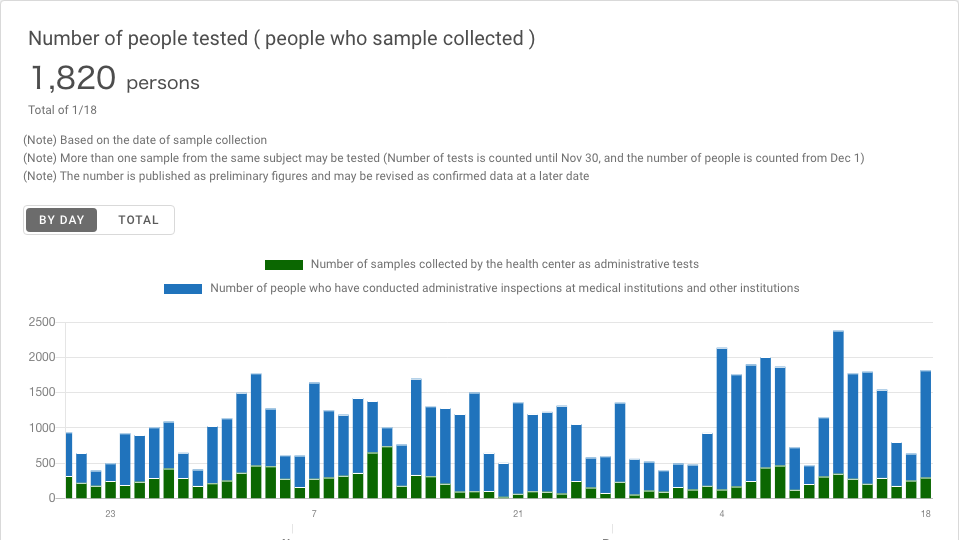 Number of people tested ( people who sample collected )
1,820 persons
Total of 1/18
(Note) Based on the date of sample collection
(Note) More than one sample from the same subject may be tested (Number of tests is counted until Nov 30, and the number of people is counted from Dec 1)
(Note) The number is published as preliminary figures and may be revised as confirmed data at a later date
BY DAY TOTAL
Number of samples collected by the health center as administrative tests
Number of people who have conducted administrative inspections at medical institutions and other institutions
2500
2000
1500
1000
500
0
23 7 21 4 18